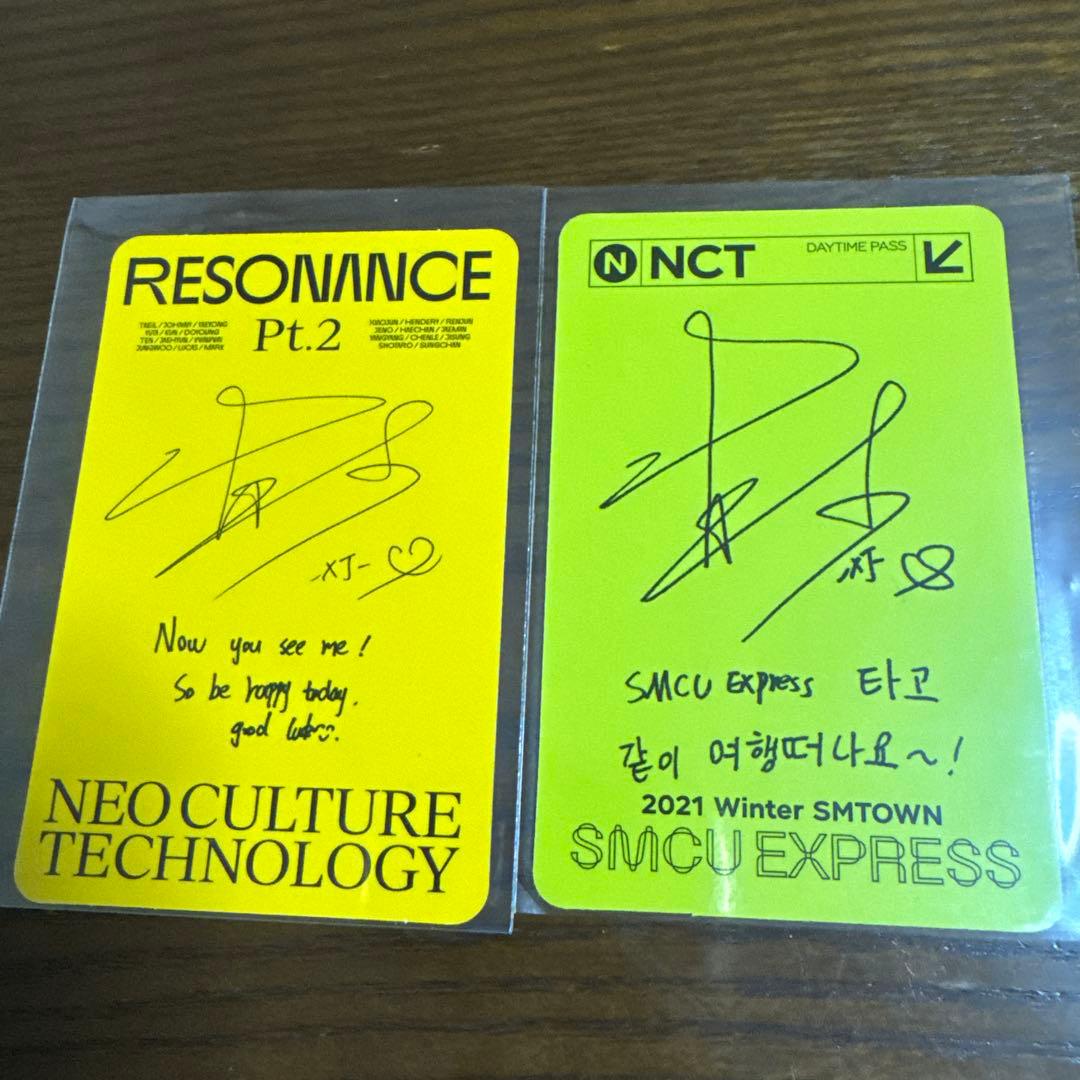 RESONANCE
Pt.2
TAEIL / JOHNNY / TAEYONG
YUTA / KUN / DOYOUNG
TEN / JAEHYUN / WINWIN
JUNGWOO / LUCAS / MARK
XIAOJUN / HENDERY / RENJUN
JENO / HAECHAN / JAEMIN
YANGYANG / CHENLE / JISUNG
SHOTARO / SUNGCHAN
-XJ-
Now you see me!
So be happy today.
good luck
NEO CULTURE
TECHNOLOGY
N NCT
DAYTIME PASS
XJ
SMCU Express 타고
같이 여행떠나요~!
2021 Winter SMTOWN
SMCU EXPRESS